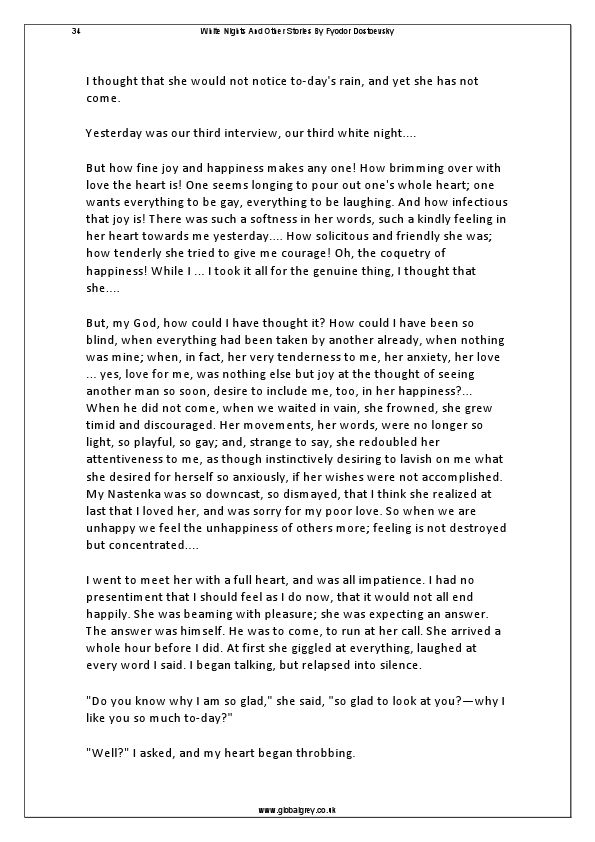 34 White Nights And Other Stories By Fyodor Dostoevsky
I thought that she would not notice to-day's rain, and yet she has not
come.
Yesterday was our third interview, our third white night....
But how fine joy and happiness makes any one! How brimming over with
love the heart is! One seems longing to pour out one's whole heart; one
wants everything to be gay, everything to be laughing. And how infectious
that joy is! There was such a softness in her words, such a kindly feeling in
her heart towards me yesterday.... How solicitous and friendly she was;
how tenderly she tried to give me courage! Oh, the coquetry of
happiness! While I ... I took it all for the genuine thing, I thought that
she....
But, my God, how could I have thought it? How could I have been so
blind, when everything had been taken by another already, when nothing
was mine; when, in fact, her very tenderness to me, her anxiety, her love
... yes, love for me, was nothing else but joy at the thought of seeing
another man so soon, desire to include me, too, in her happiness?...
When he did not come, when we waited in vain, she frowned, she grew
timid and discouraged. Her movements, her words, were no longer so
light, so playful, so gay; and, strange to say, she redoubled her
attentiveness to me, as though instinctively desiring to lavish on me what
she desired for herself so anxiously, if her wishes were not accomplished.
My Nastenka was so downcast, so dismayed, that I think she realized at
last that I loved her, and was sorry for my poor love. So when we are
unhappy we feel the unhappiness of others more; feeling is not destroyed
but concentrated....
I went to meet her with a full heart, and was all impatience. I had no
presentiment that I should feel as I do now, that it would not all end
happily. She was beaming with pleasure; she was expecting an answer.
The answer was himself. He was to come, to run at her call. She arrived a
whole hour before I did. At first she giggled at everything, laughed at
every word I said. I began talking, but relapsed into silence.
"Do you know why I am so glad," she said, "so glad to look at you?—why I
like you so much to-day?"
"Well?" I asked, and my heart began throbbing.
www.globalgrey.co.uk